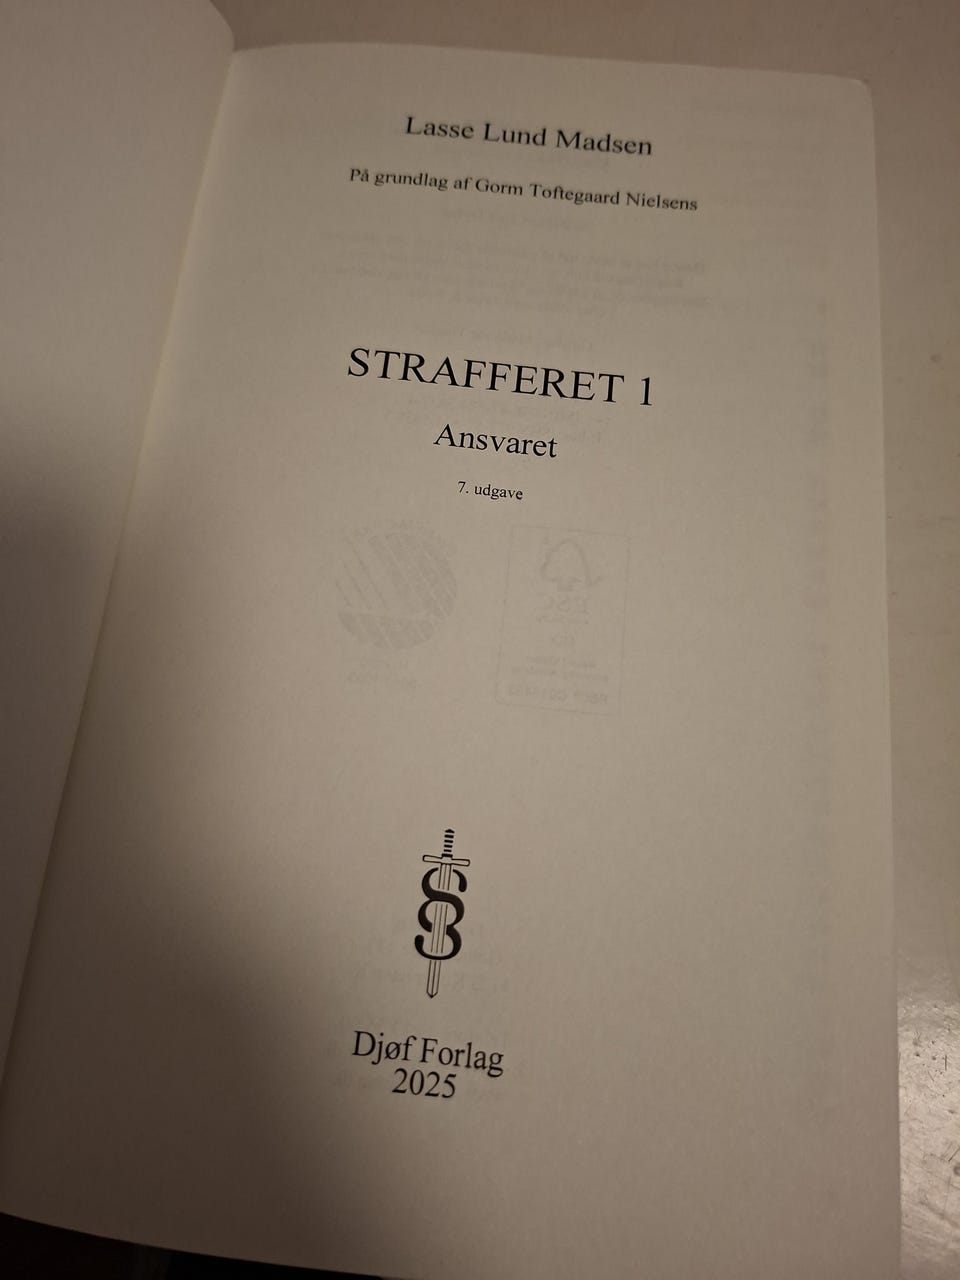 Lasse Lund Madsen
På grundlag af Gorm Toftegaard Nielsens
STRAFFERET 1
Ansvaret
7. udgave
Djøf Forlag
2025